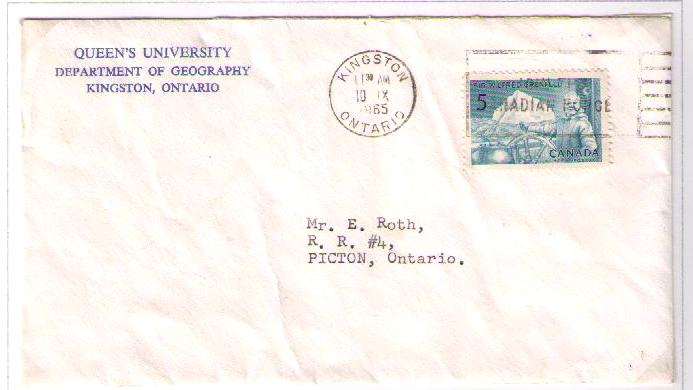 QUEEN'S UNIVERSITY
DEPARTMENT OF GEOGRAPHY
KINGSTON, ONTARIO
KINGSTON
AM
10 IX
1965
ONTARIO
SIR WILFRED GRENFELL
5
CANADA
Mr. E. Roth,
R. R. #4,
PICTON, Ontario.